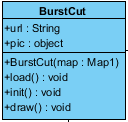 BurstCut
+url : String
+pic : object
+BurstCut(map : Map1)
+load() : void
+init() : void
+draw() : void